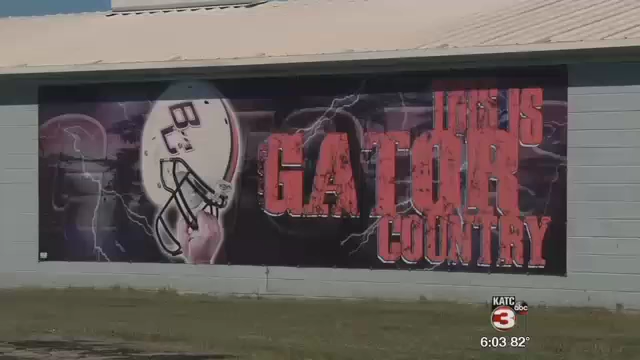 THIS IS
GATOR
COUNTRY
BC
KATC
3 abc
6:03 82°